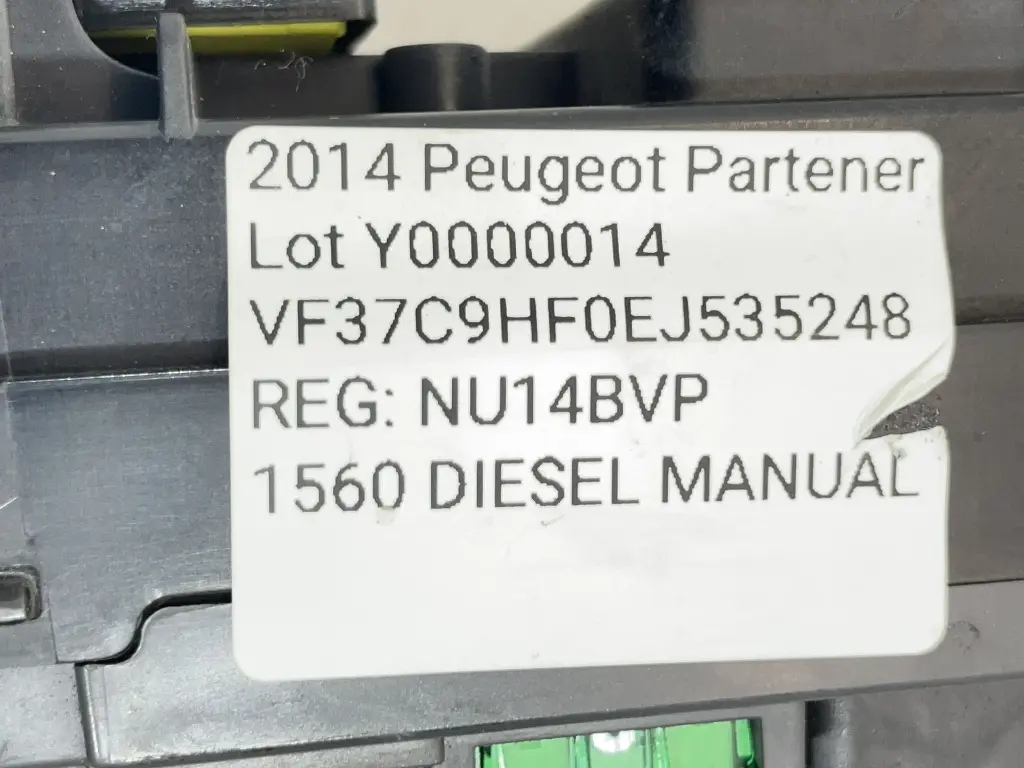 2014 Peugeot Partener
Lot Y0000014
VF37C9HF0EJ535248
REG: NU14BVP
1560 DIESEL MANUAL